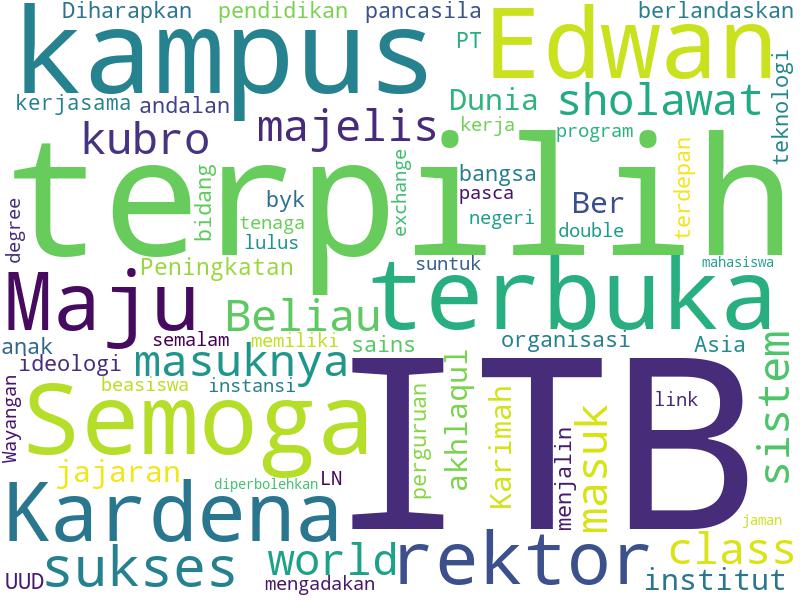 Diharapkan pendidikan pancasila berlandaskan
kampus PT Edwan
kerjasama andalan Dunia sholawat teknologi
kubro majelis kerja program
terpilih
bidang exchange bangsa terdepan
degree byk pasca Ber
tenaga negeri double
lulus
Peningkatan suntuk mahasiswa
Maju Beliau terbuka
semalam memiliki sains organisasi Asia
anak ideologi masuknya sistem
Wayangan beasiswa instansi
Semoga ITB link
perguruan akhlaqul Karimah menjalin masuk
jajaran diperbolehkan LN
Kardena jaman
sukses world rektor class
UUD mengadakan institut